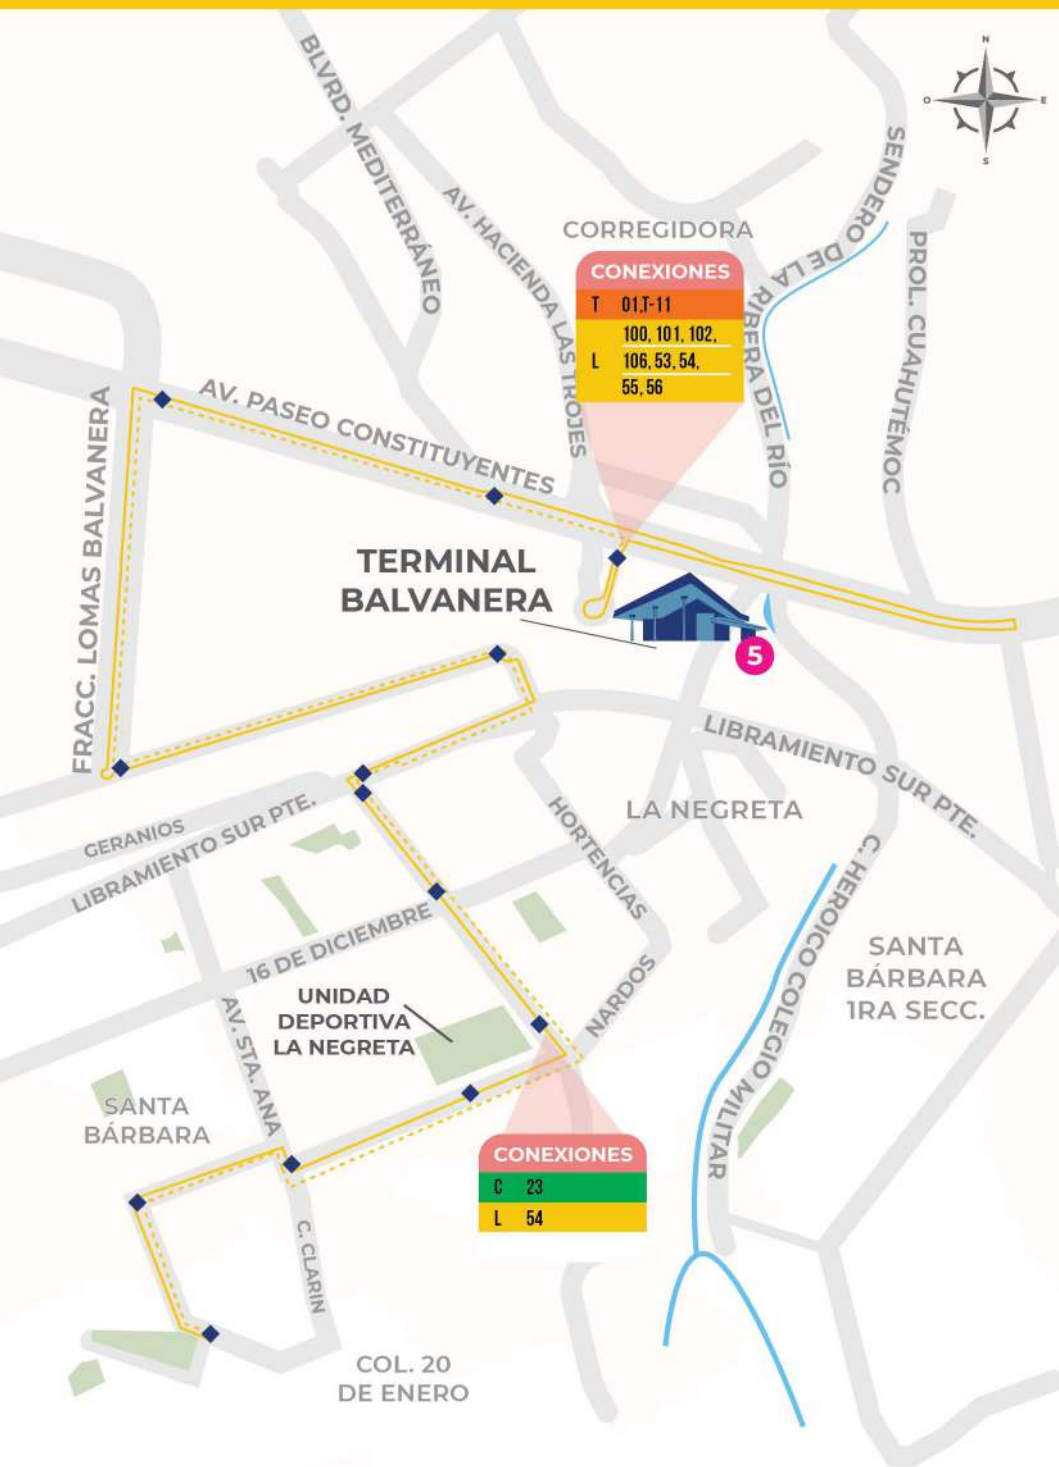 N
O
E
S
BLVRD. MEDITERRÁNEO
AV. HACIENDA LAS TROJES
SENDERO DE LA RIBERA DEL RÍO
PROL. CUAHUTÉMOC
CORREGIDORA
CONEXIONES
T 01,T-11
100, 101, 102,
L 106, 53, 54,
55, 56
AV. PASEO CONSTITUYENTES
FRACC. LOMAS BALVANERA
TERMINAL
BALVANERA
5
LIBRAMIENTO SUR PTE.
LA NEGRETA
HORTENCIAS
GERANIOS
LIBRAMIENTO SUR PTE.
C. HEROICO COLEGIO MILITAR
16 DE DICIEMBRE
NARDOS
SANTA
BÁRBARA
1RA SECC.
UNIDAD
DEPORTIVA
LA NEGRETA
AV. STA. ANA
SANTA
BÁRBARA
CONEXIONES
C 23
L 54
C. CLARIN
COL. 20
DE ENERO